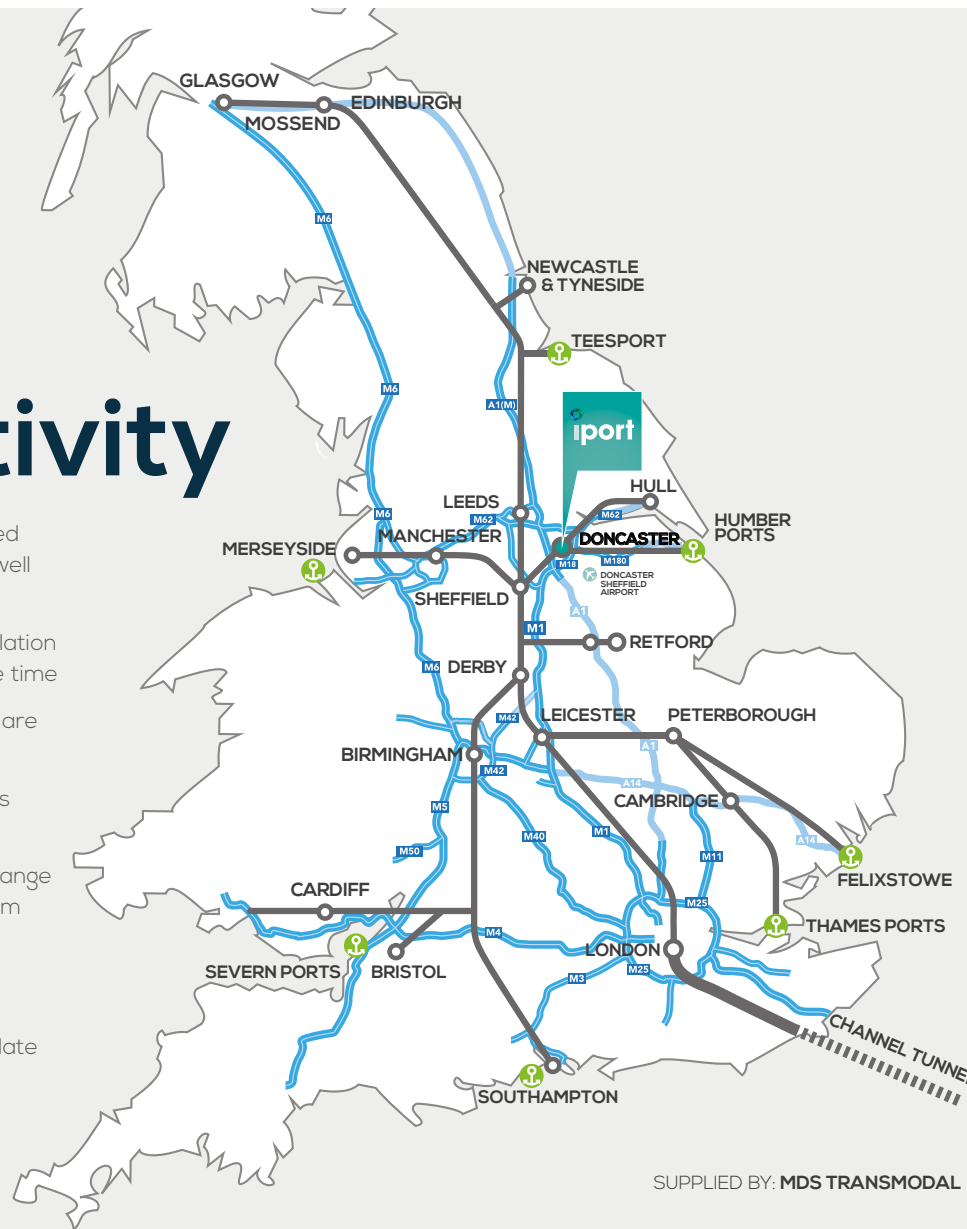 GLASGOW
MOSSEND
EDINBURGH
M6
NEWCASTLE
& TYNESIDE
TEESPORT
M6
A1(M)
iport
tivity
HULL
LEEDS
M6
M62
M62
HUMBER
PORTS
MERSEYSIDE
MANCHESTER
DONCASTER
M18
M180
DONCASTER
SHEFFIELD
AIRPORT
SHEFFIELD
A1
M1
RETFORD
M6
DERBY
M42
LEICESTER
PETERBOROUGH
A1
BIRMINGHAM
M42
A14
CAMBRIDGE
M5
M40
M1
A14
M50
M11
FELIXSTOWE
CARDIFF
M25
THAMES PORTS
M4
LONDON
SEVERN PORTS
BRISTOL
M3
M25
CHANNEL TUNNE
SOUTHAMPTON
ed
well
lation
e time
are
s
ange
m
late
SUPPLIED BY: MDS TRANSMODAL